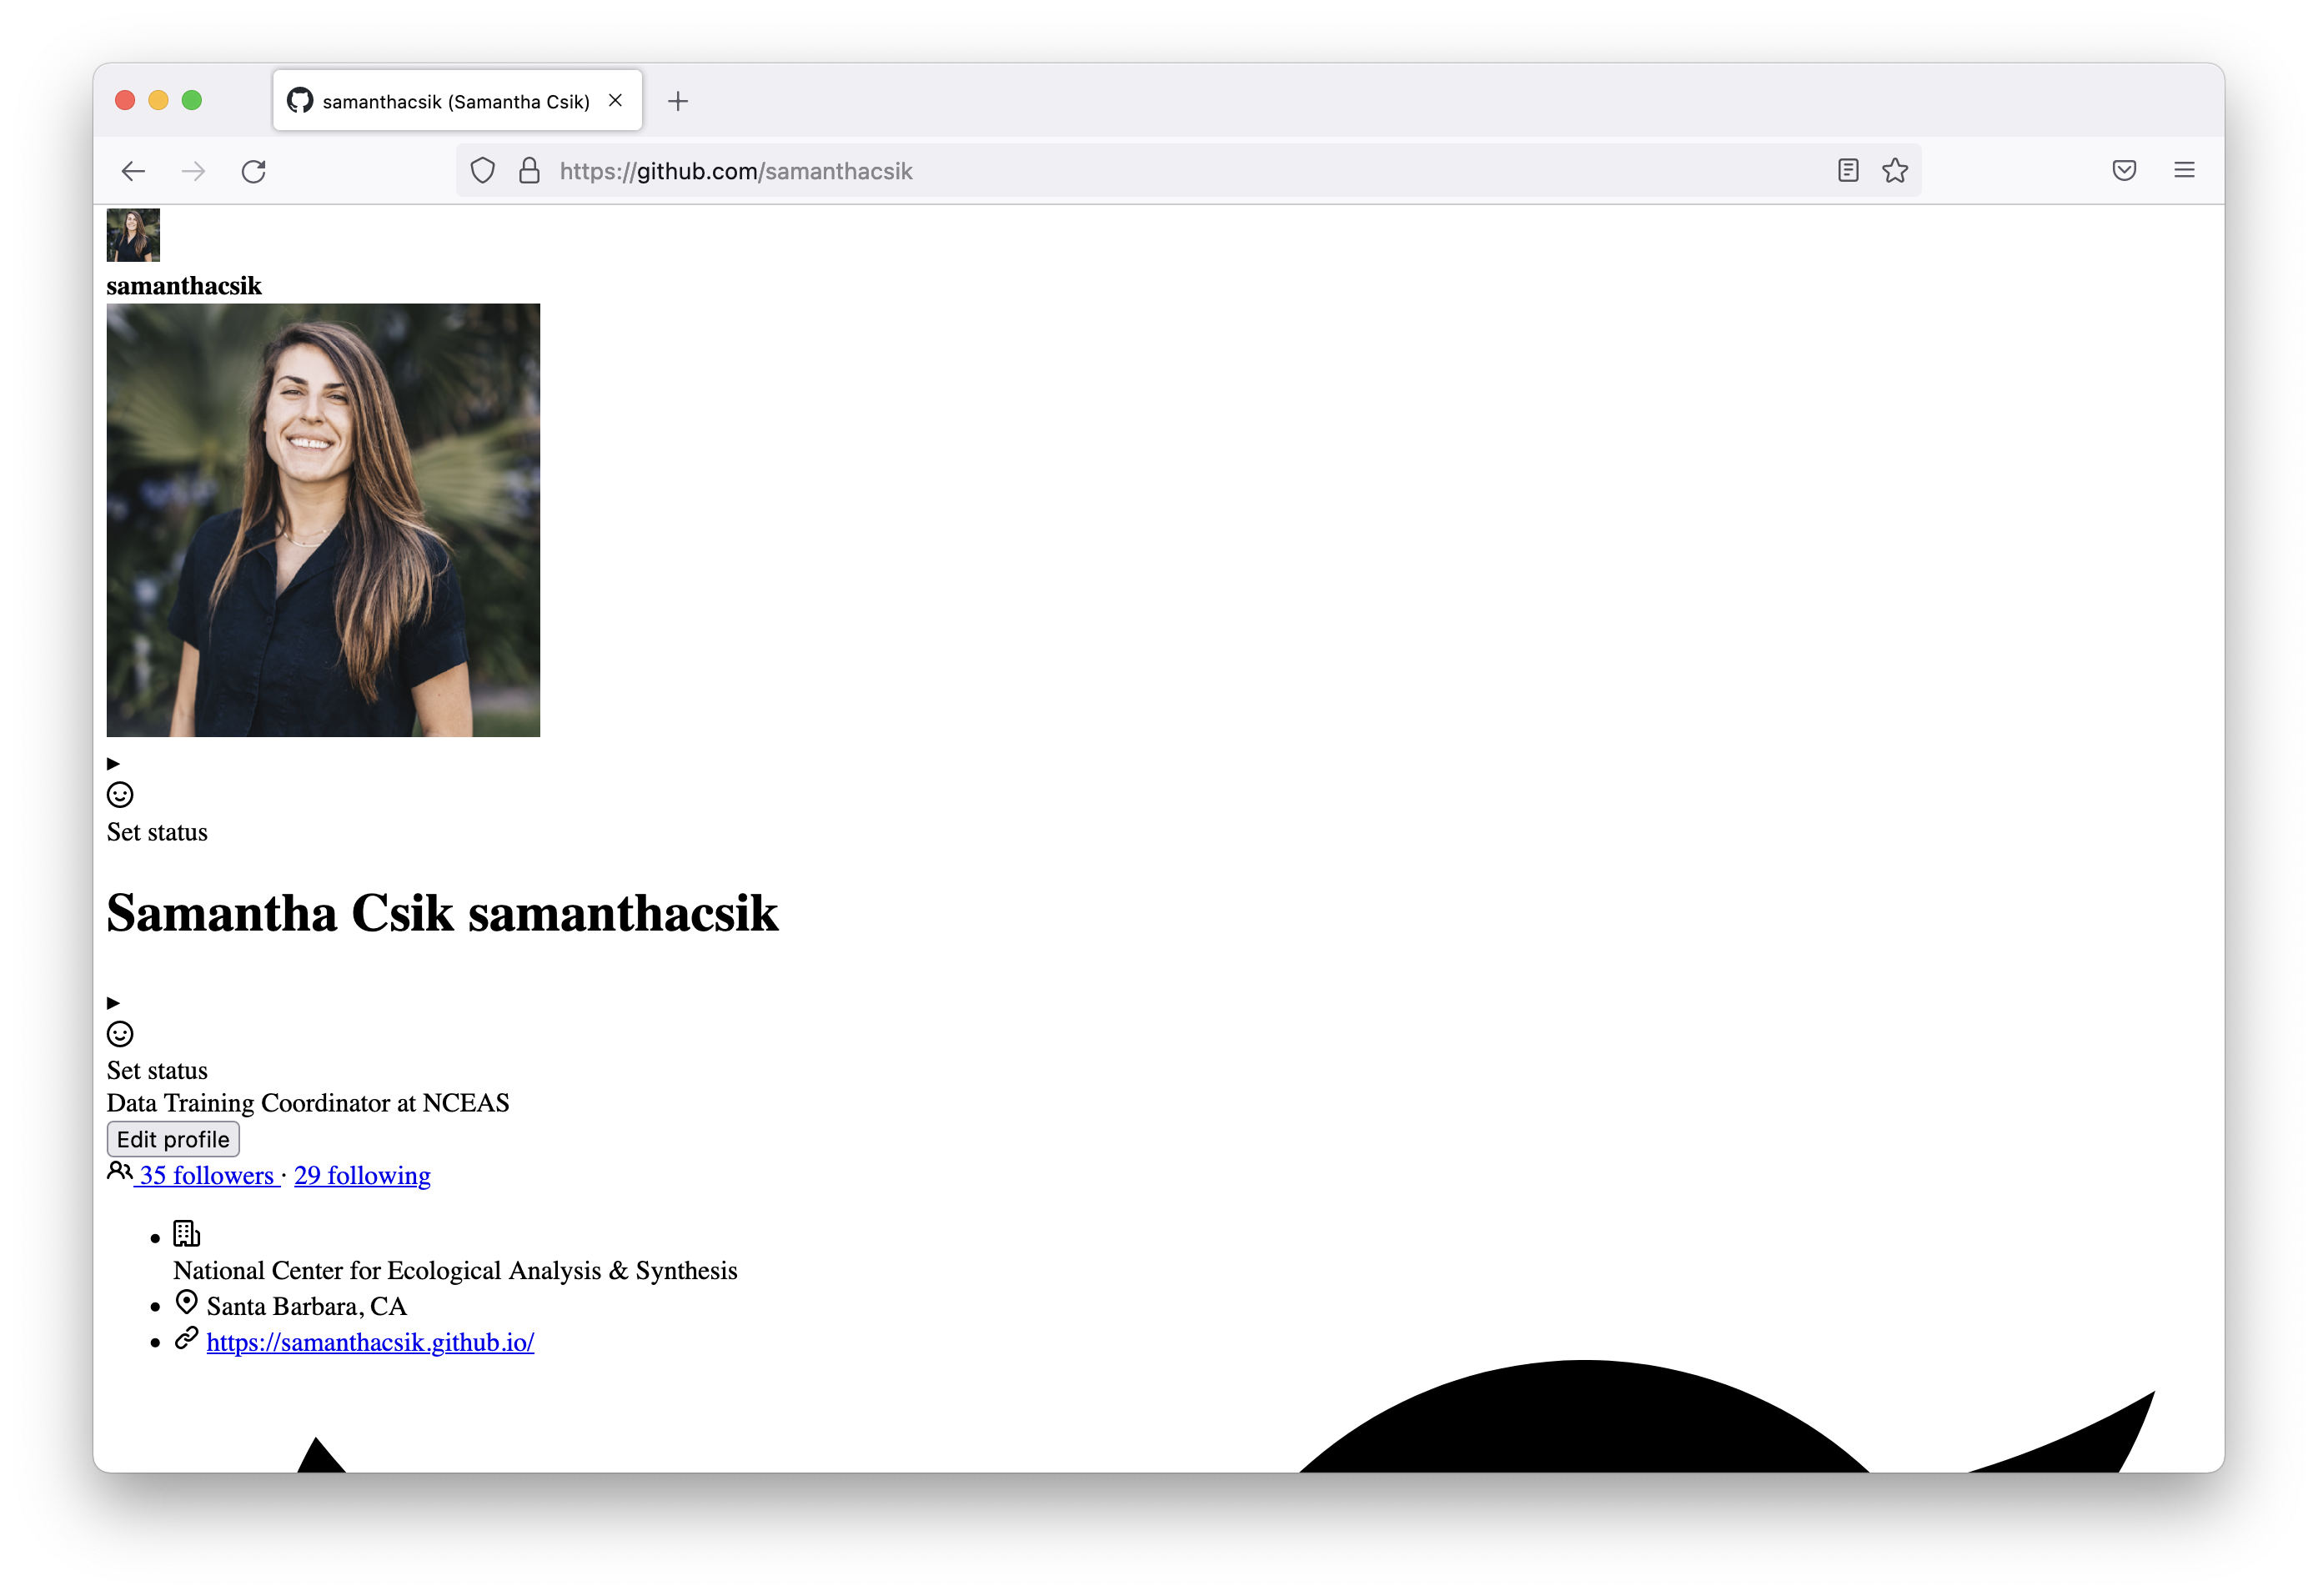 samanthacsik (Samantha Csik)
https://github.com/samanthacsik
samanthacsik
Set status
Samantha Csik samanthacsik
Set status
Data Training Coordinator at NCEAS
Edit profile
35 followers · 29 following
National Center for Ecological Analysis & Synthesis
Santa Barbara, CA
https://samanthacsik.github.io/